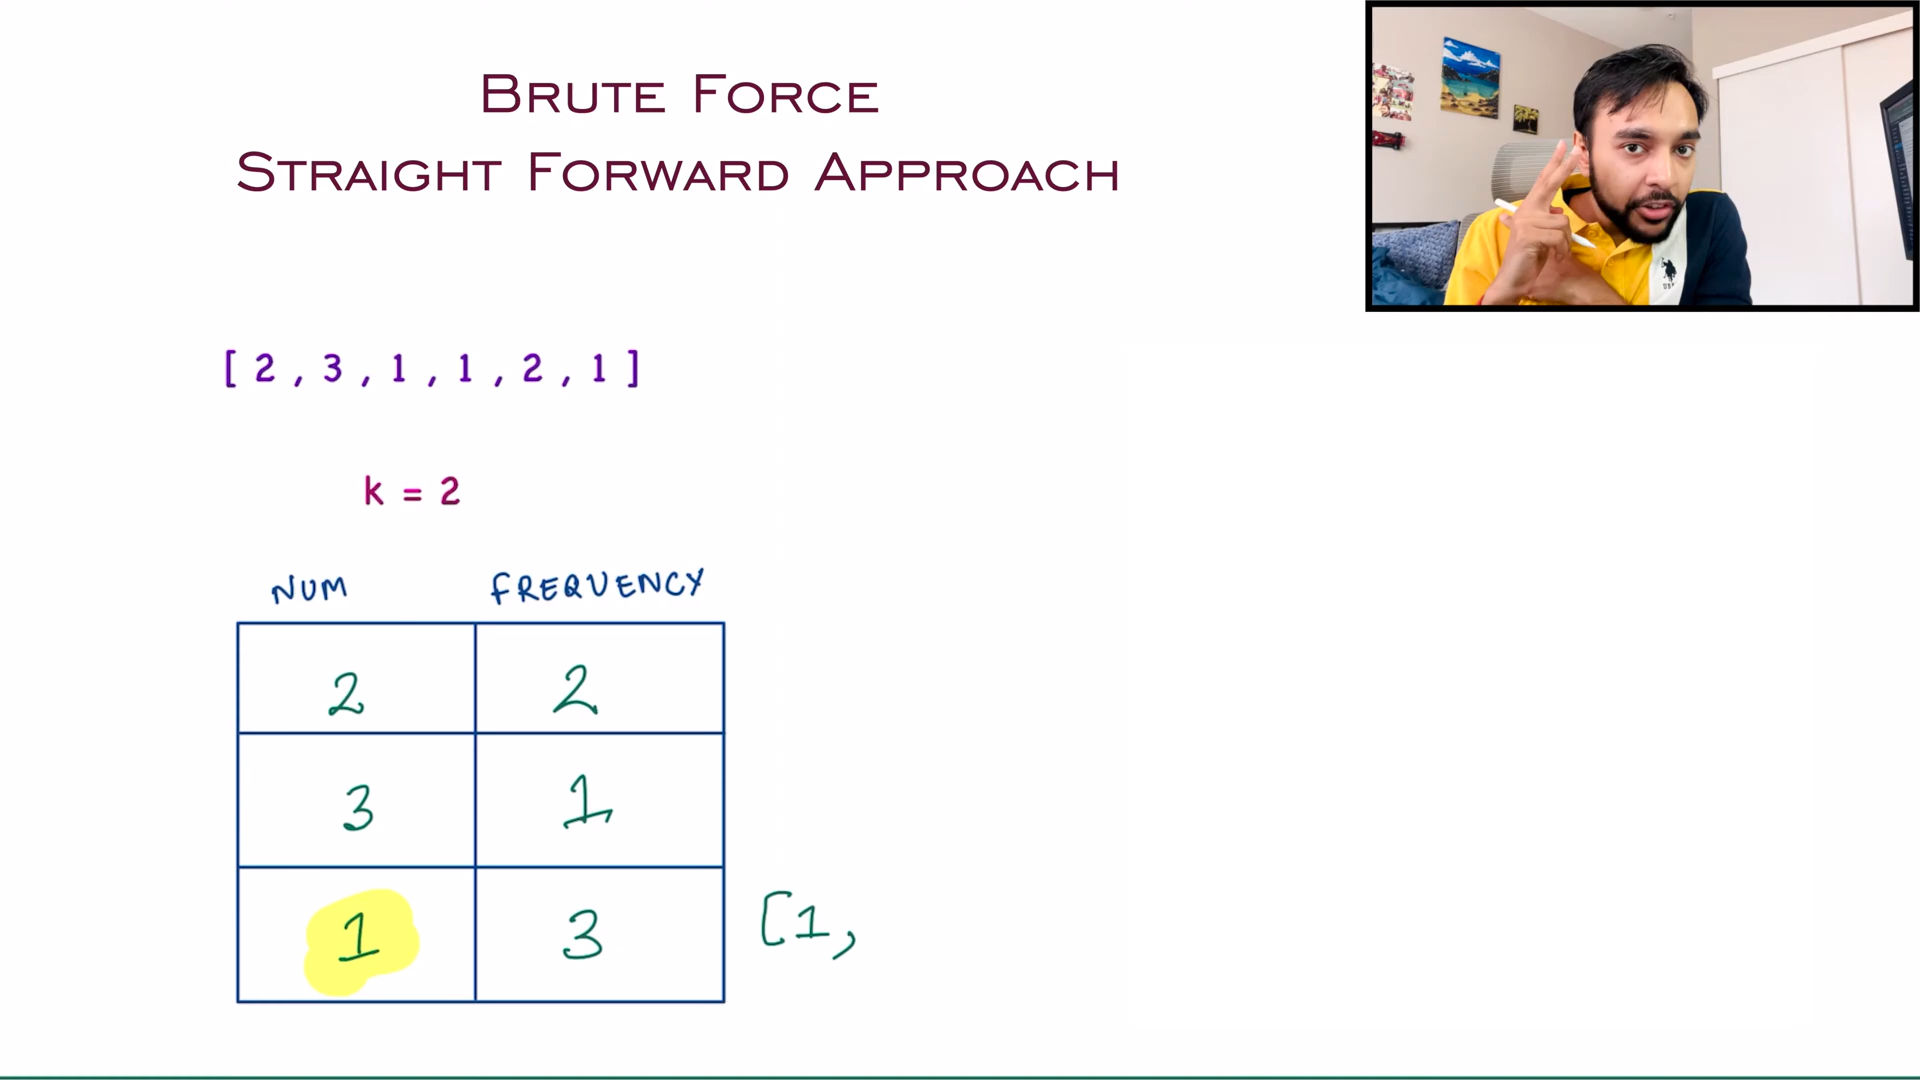 BRUTE FORCE
STRAIGHT FORWARD APPROACH
[ 2 , 3 , 1 , 1 , 2 , 1 ]
k = 2
NUM FREQUENCY
2 2
3 1
1 3 [1,